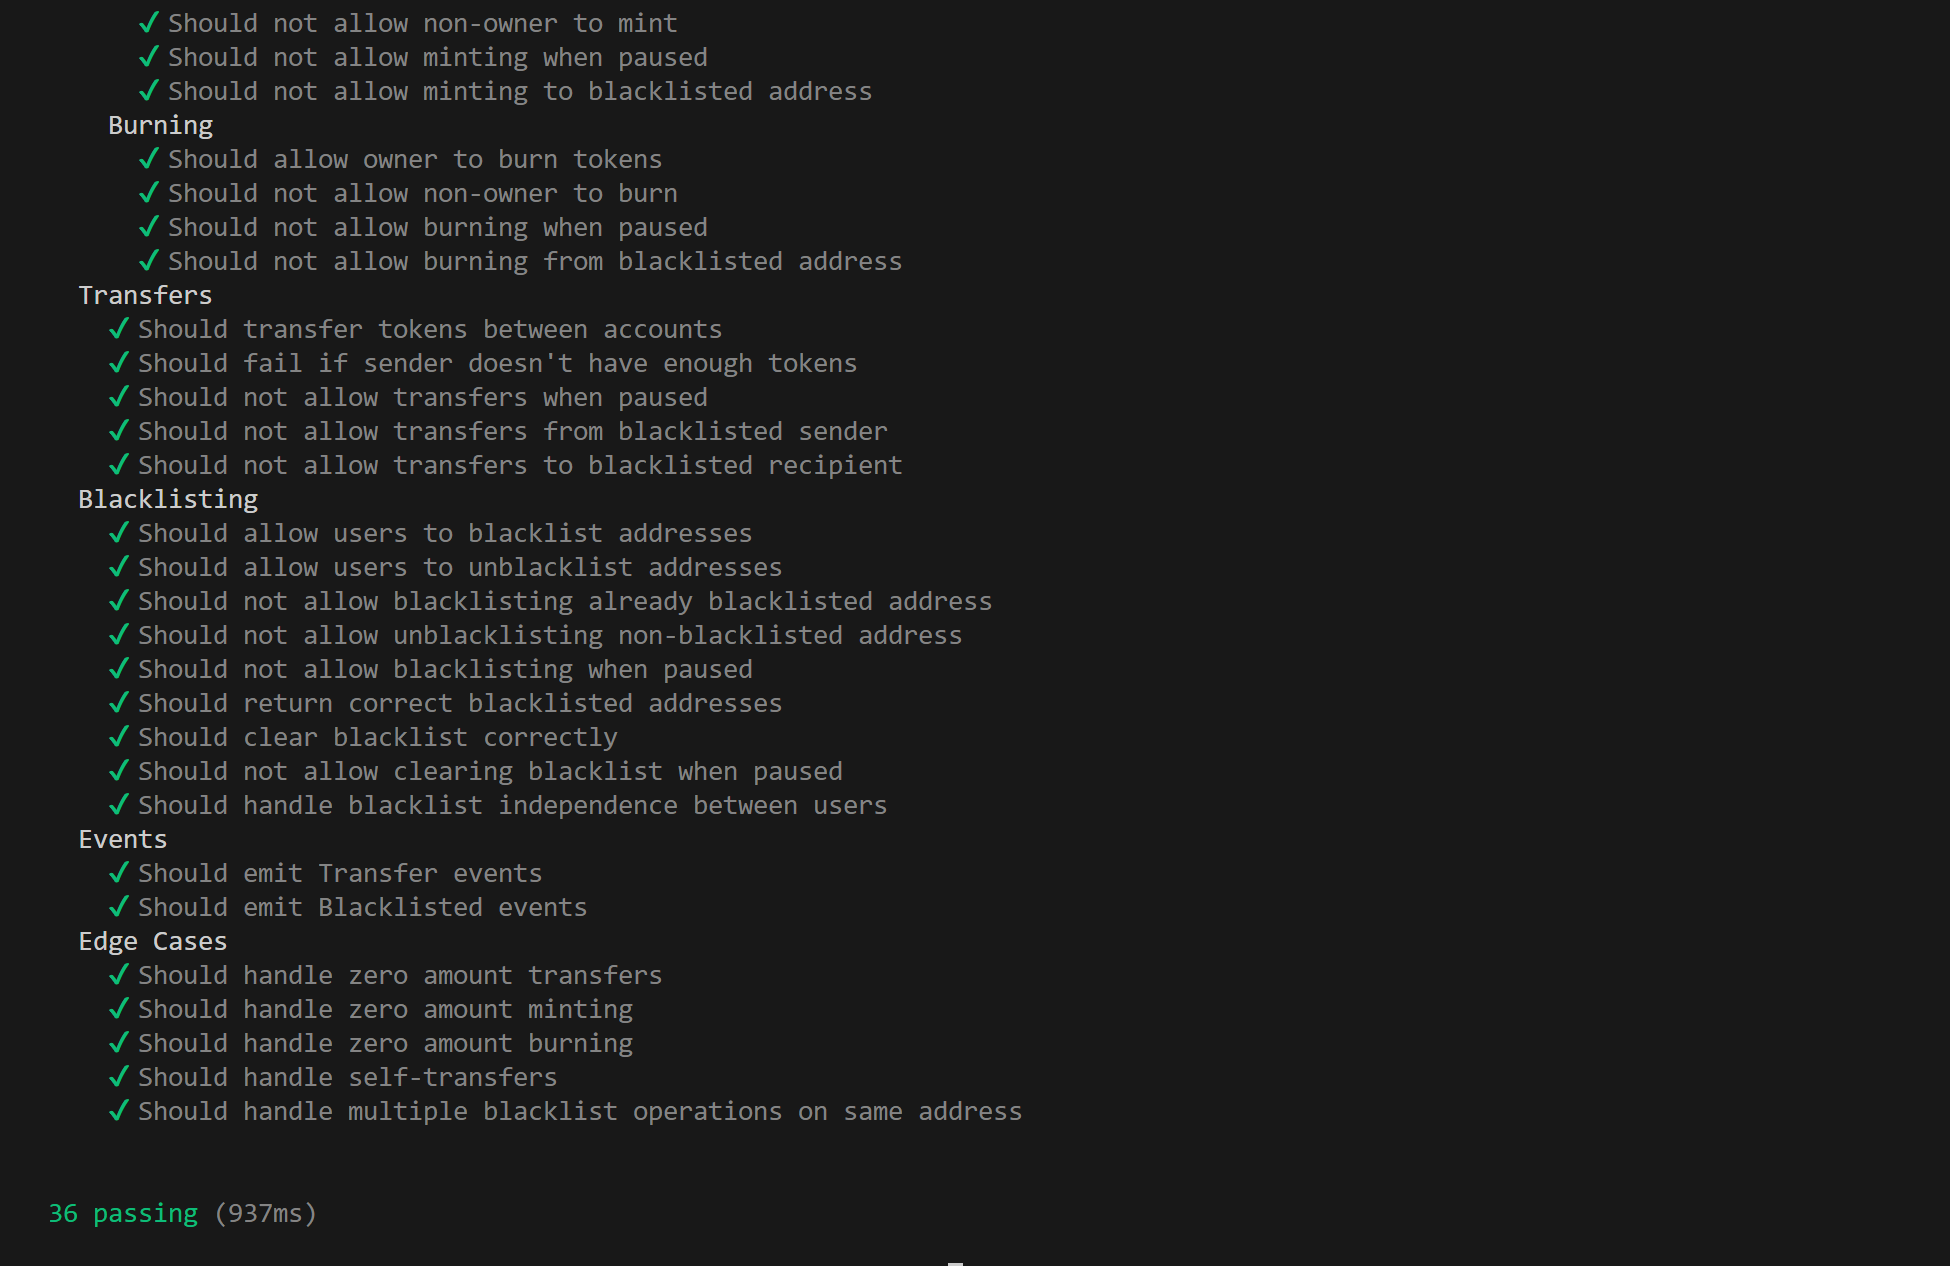 ✓ Should not allow non-owner to mint
✓ Should not allow minting when paused
✓ Should not allow minting to blacklisted address
Burning
✓ Should allow owner to burn tokens
✓ Should not allow non-owner to burn
✓ Should not allow burning when paused
✓ Should not allow burning from blacklisted address
Transfers
✓ Should transfer tokens between accounts
✓ Should fail if sender doesn't have enough tokens
✓ Should not allow transfers when paused
✓ Should not allow transfers from blacklisted sender
✓ Should not allow transfers to blacklisted recipient
Blacklisting
✓ Should allow users to blacklist addresses
✓ Should allow users to unblacklist addresses
✓ Should not allow blacklisting already blacklisted address
✓ Should not allow unblacklisting non-blacklisted address
✓ Should not allow blacklisting when paused
✓ Should return correct blacklisted addresses
✓ Should clear blacklist correctly
✓ Should not allow clearing blacklist when paused
✓ Should handle blacklist independence between users
Events
✓ Should emit Transfer events
✓ Should emit Blacklisted events
Edge Cases
✓ Should handle zero amount transfers
✓ Should handle zero amount minting
✓ Should handle zero amount burning
✓ Should handle self-transfers
✓ Should handle multiple blacklist operations on same address
36 passing (937ms)